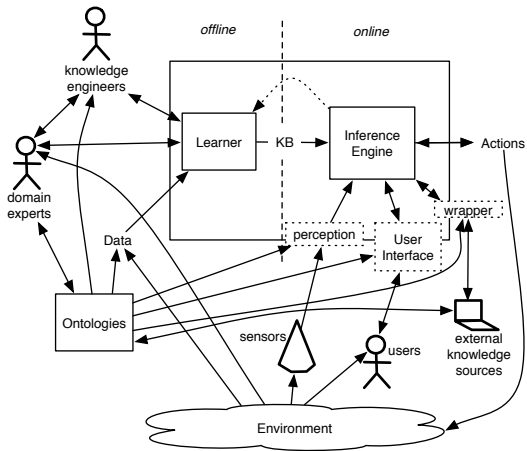 offline
online
knowledge
engineers
Learner
KB
Inference
Engine
Actions
domain
experts
wrapper
Data
perception
User
Interface
Ontologies
sensors
users
external
knowledge
sources
Environment